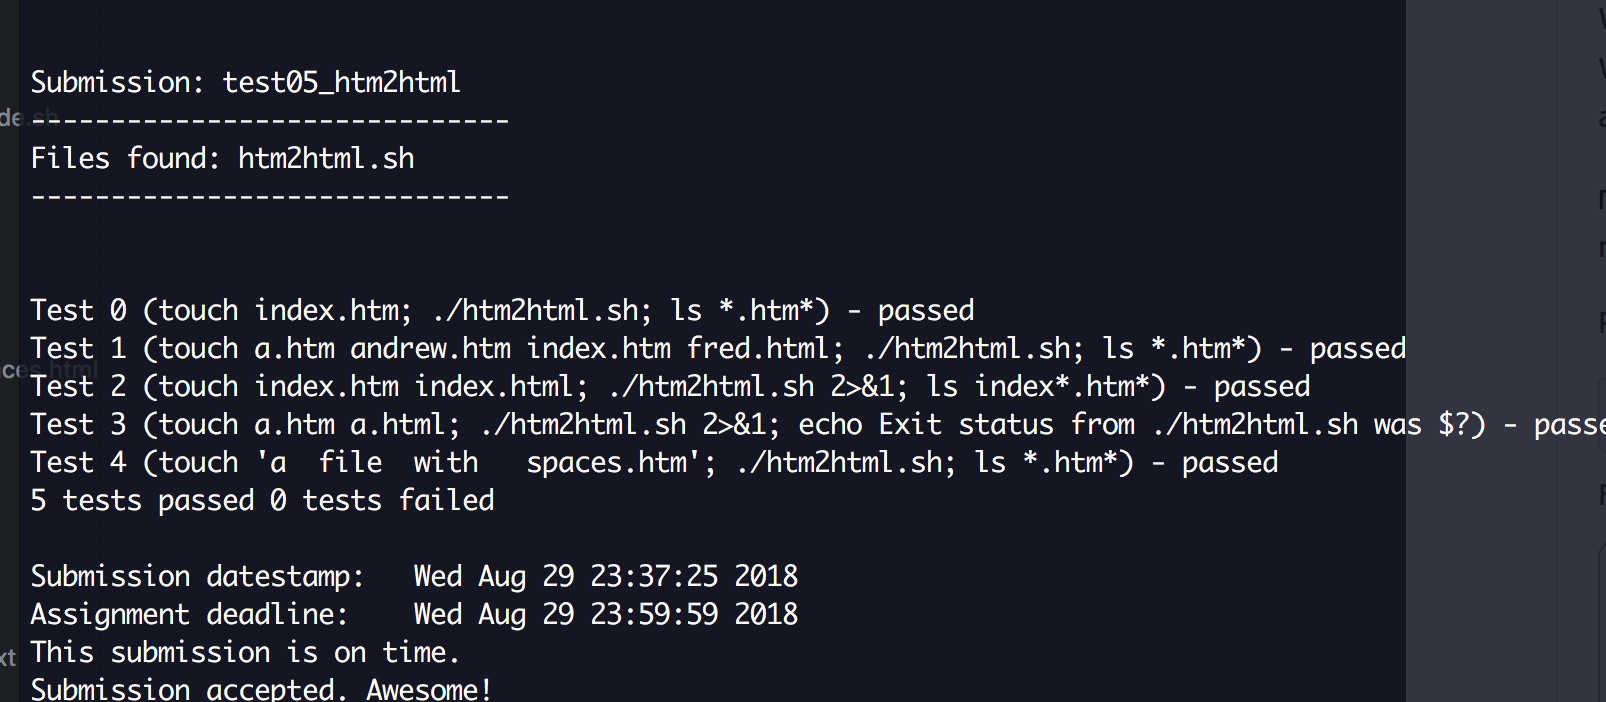 Submission: test05_htm2html
de.sh
------------------------------
Files found: htm2html.sh
------------------------------
Test 0 (touch index.htm; ./htm2html.sh; ls *.htm*) - passed
Test 1 (touch a.htm andrew.htm index.htm fred.html; ./htm2html.sh; ls *.htm*) - passed
ces.html
Test 2 (touch index.htm index.html; ./htm2html.sh 2>&1; ls index*.htm*) - passed
Test 3 (touch a.htm a.html; ./htm2html.sh 2>&1; echo Exit status from ./htm2html.sh was $?) - passe
Test 4 (touch 'a  file  with   spaces.htm'; ./htm2html.sh; ls *.htm*) - passed
5 tests passed 0 tests failed
Submission datestamp:   Wed Aug 29 23:37:25 2018
Assignment deadline:    Wed Aug 29 23:59:59 2018
xt
This submission is on time.
Submission accepted. Awesome!